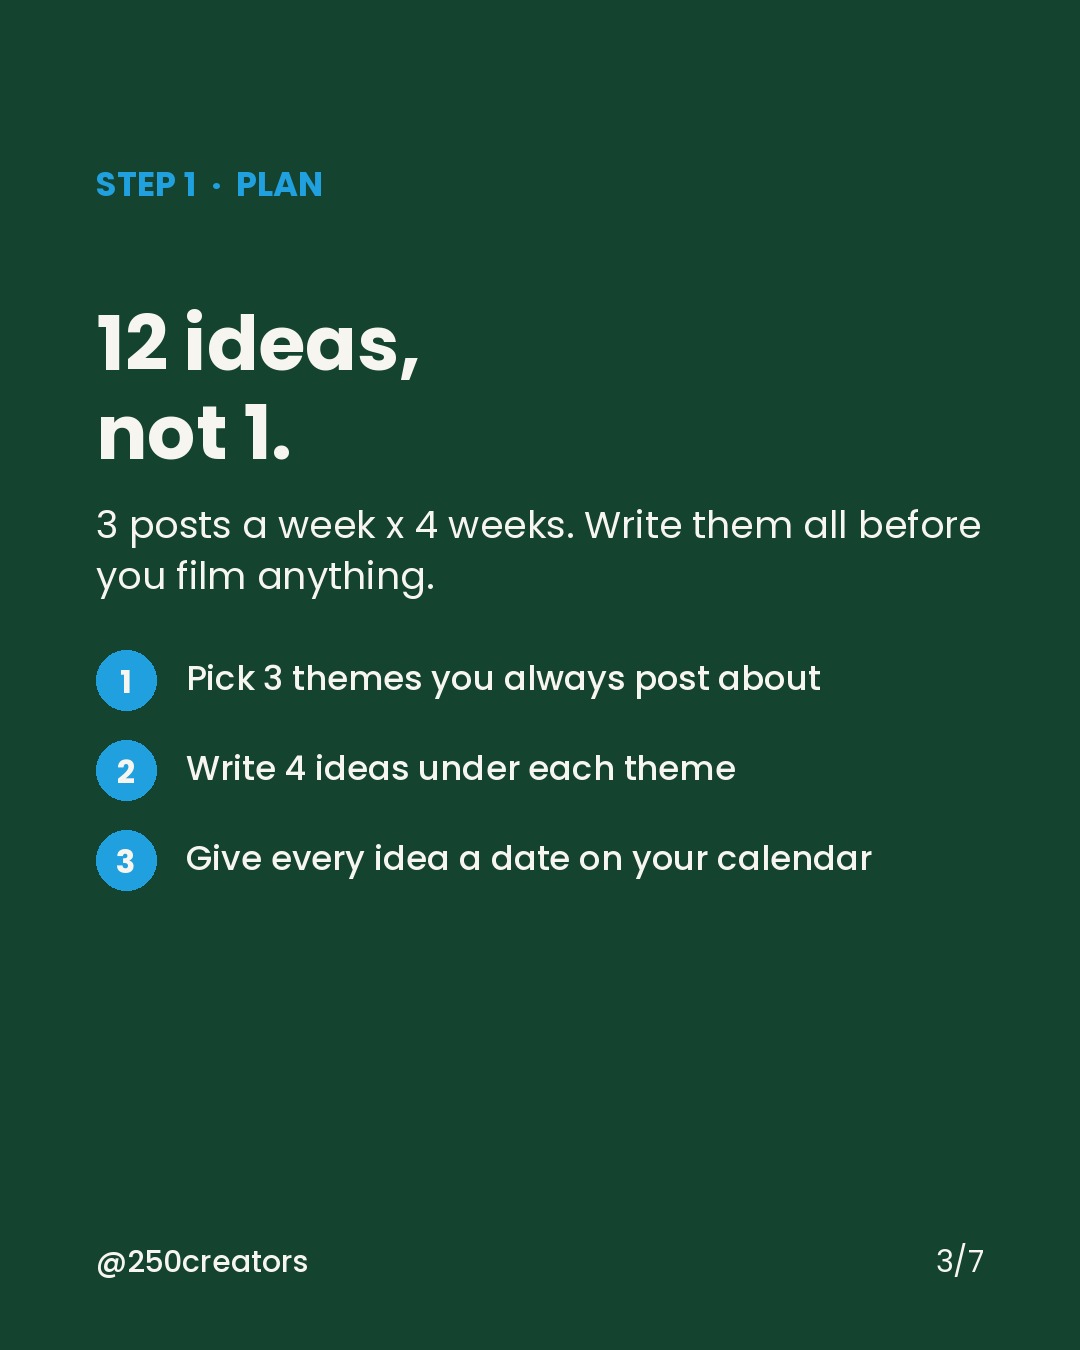 STEP 1 · PLAN
12 ideas,
not 1.
3 posts a week x 4 weeks. Write them all before
you film anything.
1 Pick 3 themes you always post about
2 Write 4 ideas under each theme
3 Give every idea a date on your calendar
@250creators 3/7